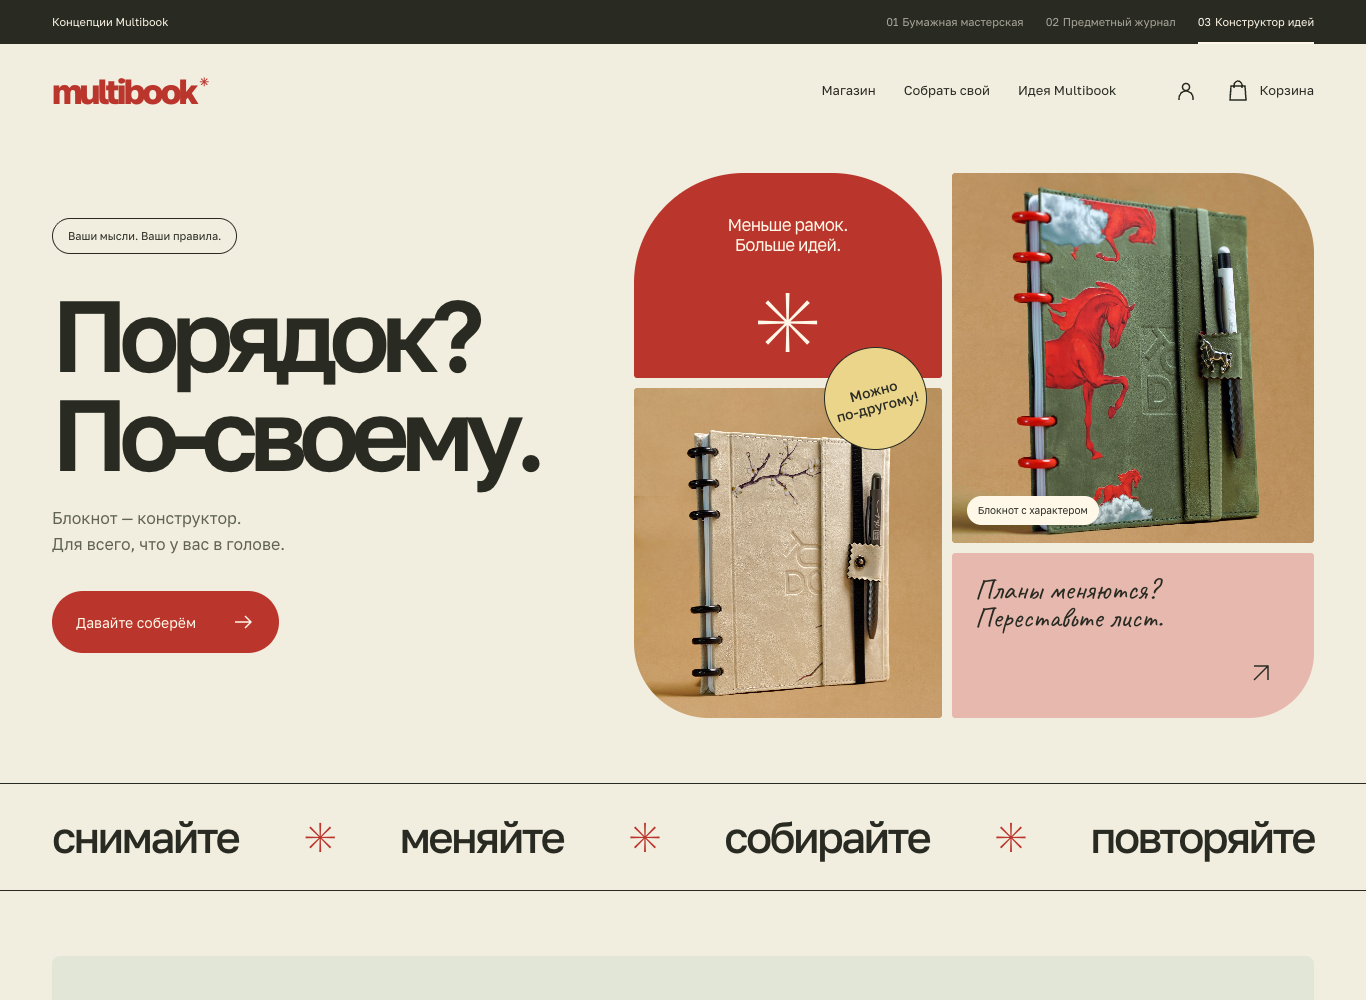 Концепции Multibook
01 Бумажная мастерская
02 Предметный журнал
03 Конструктор идей
multibook*
Магазин
Собрать свой
Идея Multibook
Корзина
Ваши мысли. Ваши правила.
Порядок?
По-своему.
Блокнот — конструктор.
Для всего, что у вас в голове.
Давайте соберём
Меньше рамок.
Больше идей.
Можно
по-другому!
Блокнот с характером
Планы меняются?
Переставьте лист.
снимайте
меняйте
собирайте
повторяйте